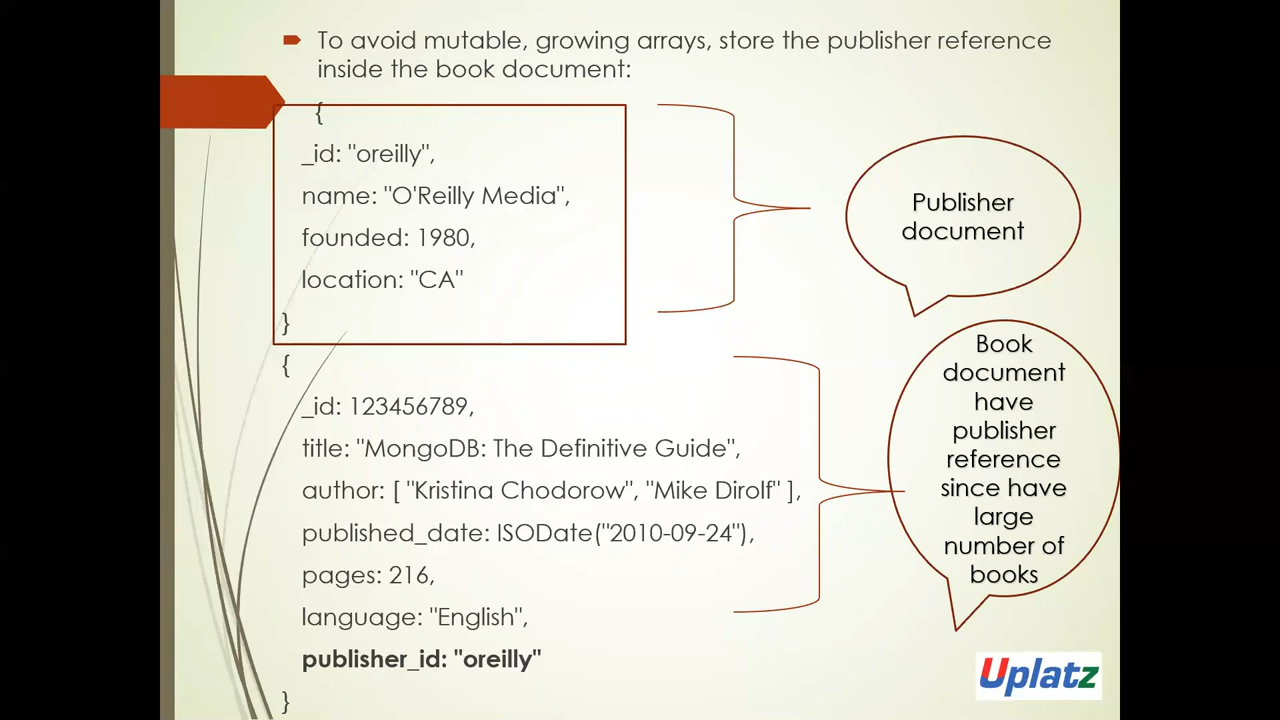 To avoid mutable, growing arrays, store the publisher reference
inside the book document:
{
_id: "oreilly",
name: "O'Reilly Media",
founded: 1980,
location: "CA"
}
{
_id: 123456789,
title: "MongoDB: The Definitive Guide",
author: [ "Kristina Chodorow", "Mike Dirolf" ],
published_date: ISODate("2010-09-24"),
pages: 216,
language: "English",
publisher_id: "oreilly"
}
Publisher
document
Book
document
have
publisher
reference
since have
large
number of
books
Uplatz